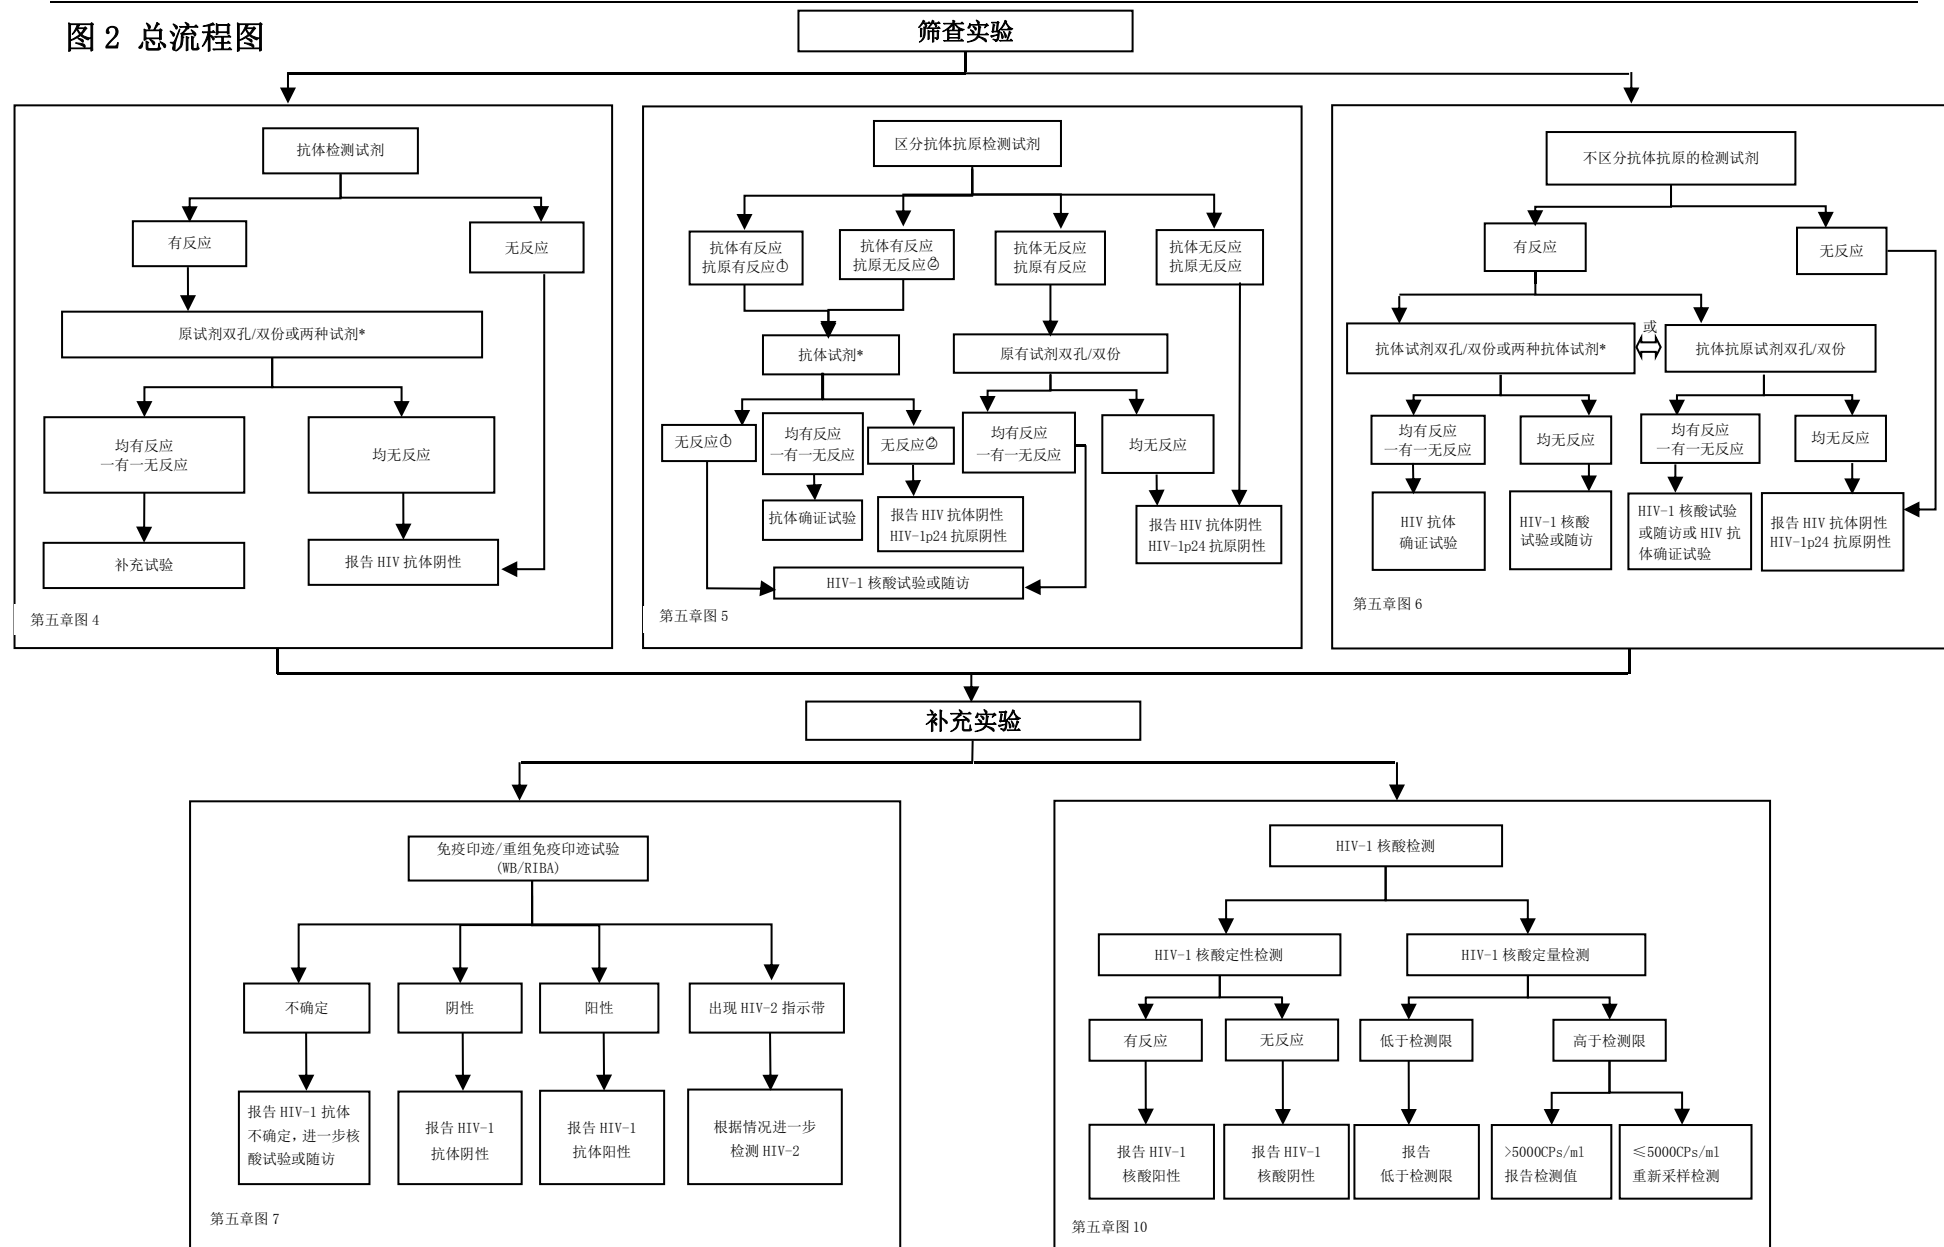 图 2 总流程图
筛查实验
抗体检测试剂
有反应
无反应
原试剂双孔/双份或两种试剂*
均有反应
一有一无反应
均无反应
补充试验
报告 HIV 抗体阴性
第五章图 4
区分抗体抗原检测试剂
抗体有反应
抗原有反应①
抗体有反应
抗原无反应②
抗体无反应
抗原有反应
抗体无反应
抗原无反应
抗体试剂*
原有试剂双孔/双份
无反应①
均有反应
一有一无反应
无反应②
均有反应
一有一无反应
均无反应
抗体确证试验
报告 HIV 抗体阴性
HIV-1p24 抗原阴性
报告 HIV 抗体阴性
HIV-1p24 抗原阴性
HIV-1 核酸试验或随访
第五章图 5
不区分抗体抗原的检测试剂
有反应
无反应
抗体试剂双孔/双份或两种抗体试剂*
或
抗体抗原试剂双孔/双份
均有反应
一有一无反应
均无反应
均有反应
一有一无反应
均无反应
HIV 抗体
确证试验
HIV-1 核酸
试验或随访
HIV-1 核酸试验
或随访或 HIV 抗
体确证试验
报告 HIV 抗体阴性
HIV-1p24 抗原阴性
第五章图 6
补充实验
免疫印迹/重组免疫印迹试验
(WB/RIBA)
不确定
阴性
阳性
出现 HIV-2 指示带
报告 HIV-1 抗体
不确定，进一步核
酸试验或随访
报告 HIV-1
抗体阴性
报告 HIV-1
抗体阳性
根据情况进一步
检测 HIV-2
第五章图 7
HIV-1 核酸检测
HIV-1 核酸定性检测
HIV-1 核酸定量检测
有反应
无反应
低于检测限
高于检测限
报告 HIV-1
核酸阳性
报告 HIV-1
核酸阴性
报告
低于检测限
>5000CPs/ml
报告检测值
≤5000CPs/ml
重新采样检测
第五章图 10